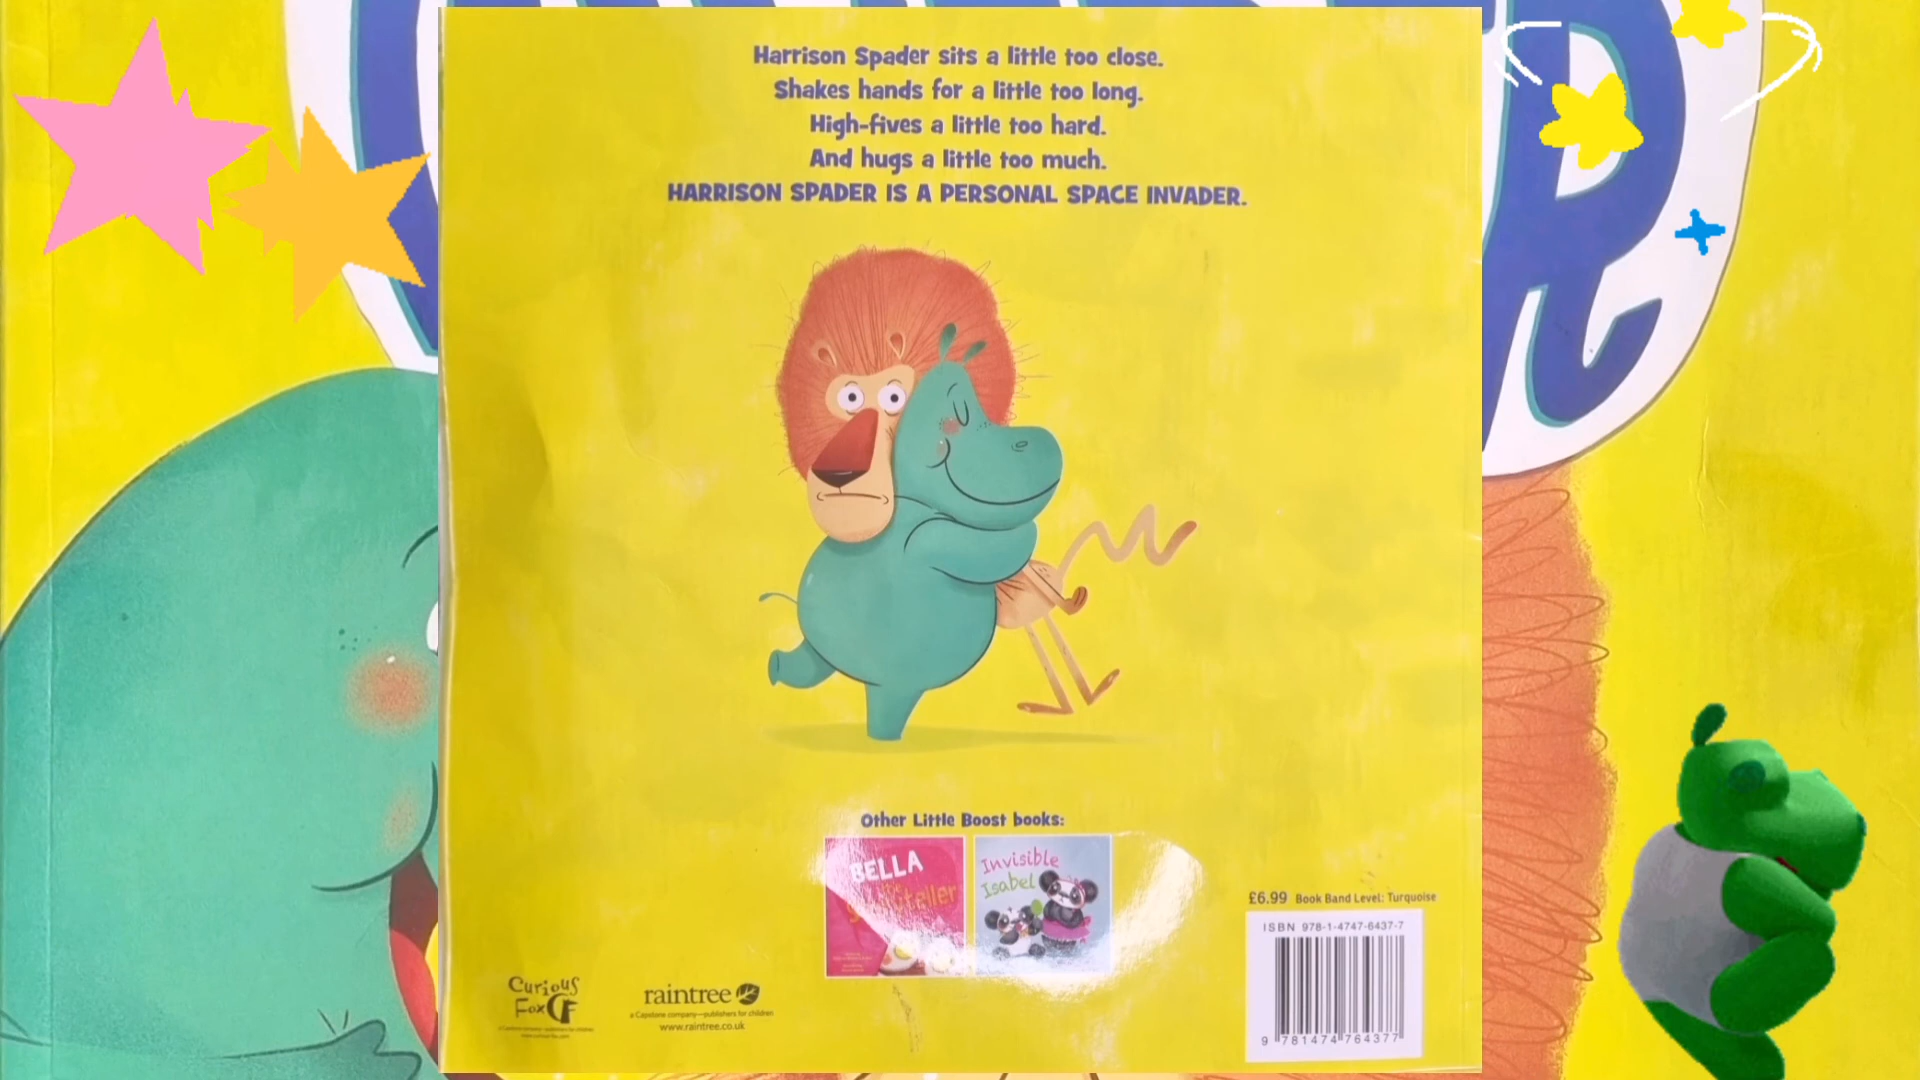 Harrison Spader sits a little too close.
Shakes hands for a little too long.
High-fives a little too hard.
And hugs a little too much.
HARRISON SPADER IS A PERSONAL SPACE INVADER.
Other Little Boost books:
BELLA
Invisible
Isabel
£6.99 Book Band Level: Turquoise
ISBN 978-1-4747-6437-7
9 781474 764377
Curious
Fox CF
raintree
a Capstone company—publishers for children
www.raintree.co.uk